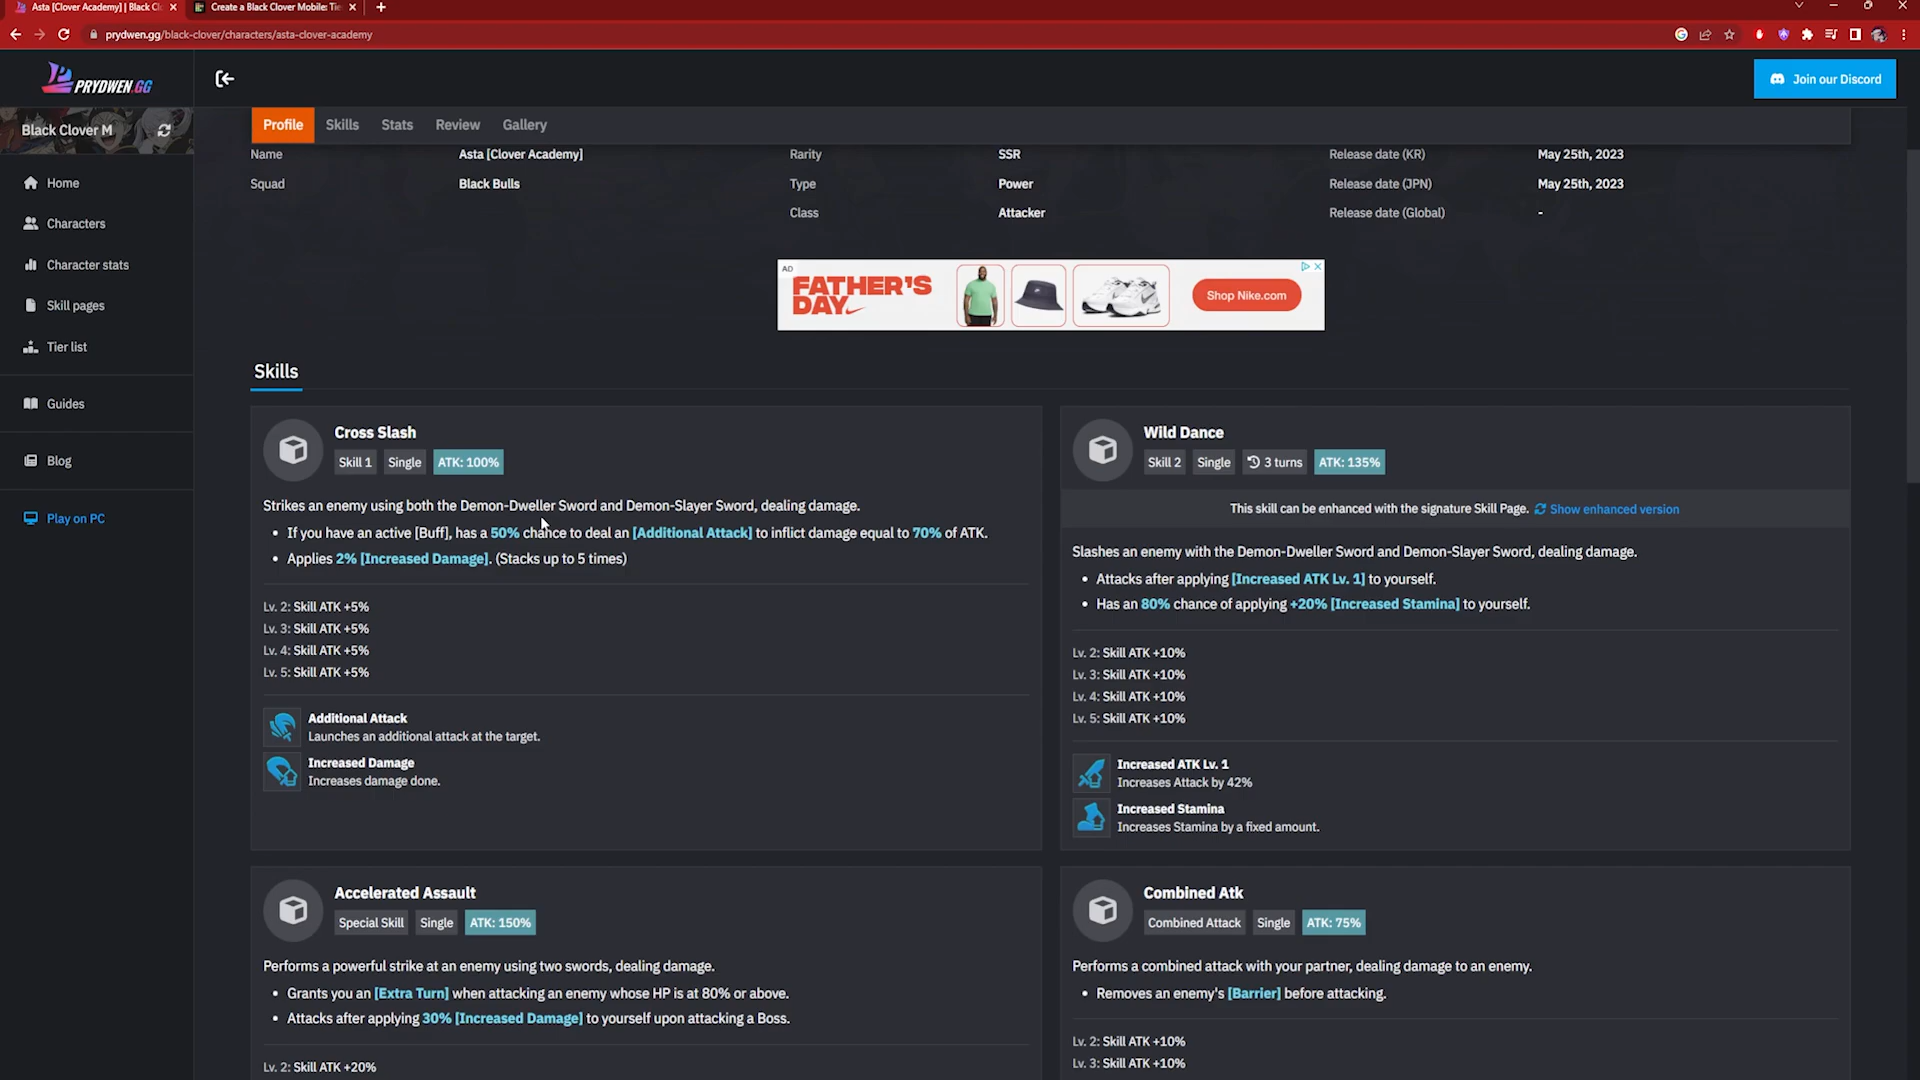 Asta [Clover Academy] | Black Cl
Create a Black Clover Mobile: Tie
prydwen.gg/black-clover/characters/asta-clover-academy
PRYDWEN.GG
Join our Discord
Black Clover M
Home
Characters
Character stats
Skill pages
Tier list
Guides
Blog
Play on PC
Profile Skills Stats Review Gallery
Name Asta [Clover Academy] Rarity SSR Release date (KR) May 25th, 2023
Squad Black Bulls Type Power Release date (JPN) May 25th, 2023
Class Attacker Release date (Global) -
AD
FATHER'S
DAY
Shop Nike.com
Skills
Cross Slash
Skill 1 Single ATK: 100%
Strikes an enemy using both the Demon-Dweller Sword and Demon-Slayer Sword, dealing damage.
• If you have an active [Buff], has a 50% chance to deal an [Additional Attack] to inflict damage equal to 70% of ATK.
• Applies 2% [Increased Damage]. (Stacks up to 5 times)
Lv. 2: Skill ATK +5%
Lv. 3: Skill ATK +5%
Lv. 4: Skill ATK +5%
Lv. 5: Skill ATK +5%
Additional Attack
Launches an additional attack at the target.
Increased Damage
Increases damage done.
Wild Dance
Skill 2 Single 3 turns ATK: 135%
This skill can be enhanced with the signature Skill Page. Show enhanced version
Slashes an enemy with the Demon-Dweller Sword and Demon-Slayer Sword, dealing damage.
• Attacks after applying [Increased ATK Lv. 1] to yourself.
• Has an 80% chance of applying +20% [Increased Stamina] to yourself.
Lv. 2: Skill ATK +10%
Lv. 3: Skill ATK +10%
Lv. 4: Skill ATK +10%
Lv. 5: Skill ATK +10%
Increased ATK Lv. 1
Increases Attack by 42%
Increased Stamina
Increases Stamina by a fixed amount.
Accelerated Assault
Special Skill Single ATK: 150%
Performs a powerful strike at an enemy using two swords, dealing damage.
• Grants you an [Extra Turn] when attacking an enemy whose HP is at 80% or above.
• Attacks after applying 30% [Increased Damage] to yourself upon attacking a Boss.
Lv. 2: Skill ATK +20%
Combined Atk
Combined Attack Single ATK: 75%
Performs a combined attack with your partner, dealing damage to an enemy.
• Removes an enemy's [Barrier] before attacking.
Lv. 2: Skill ATK +10%
Lv. 3: Skill ATK +10%